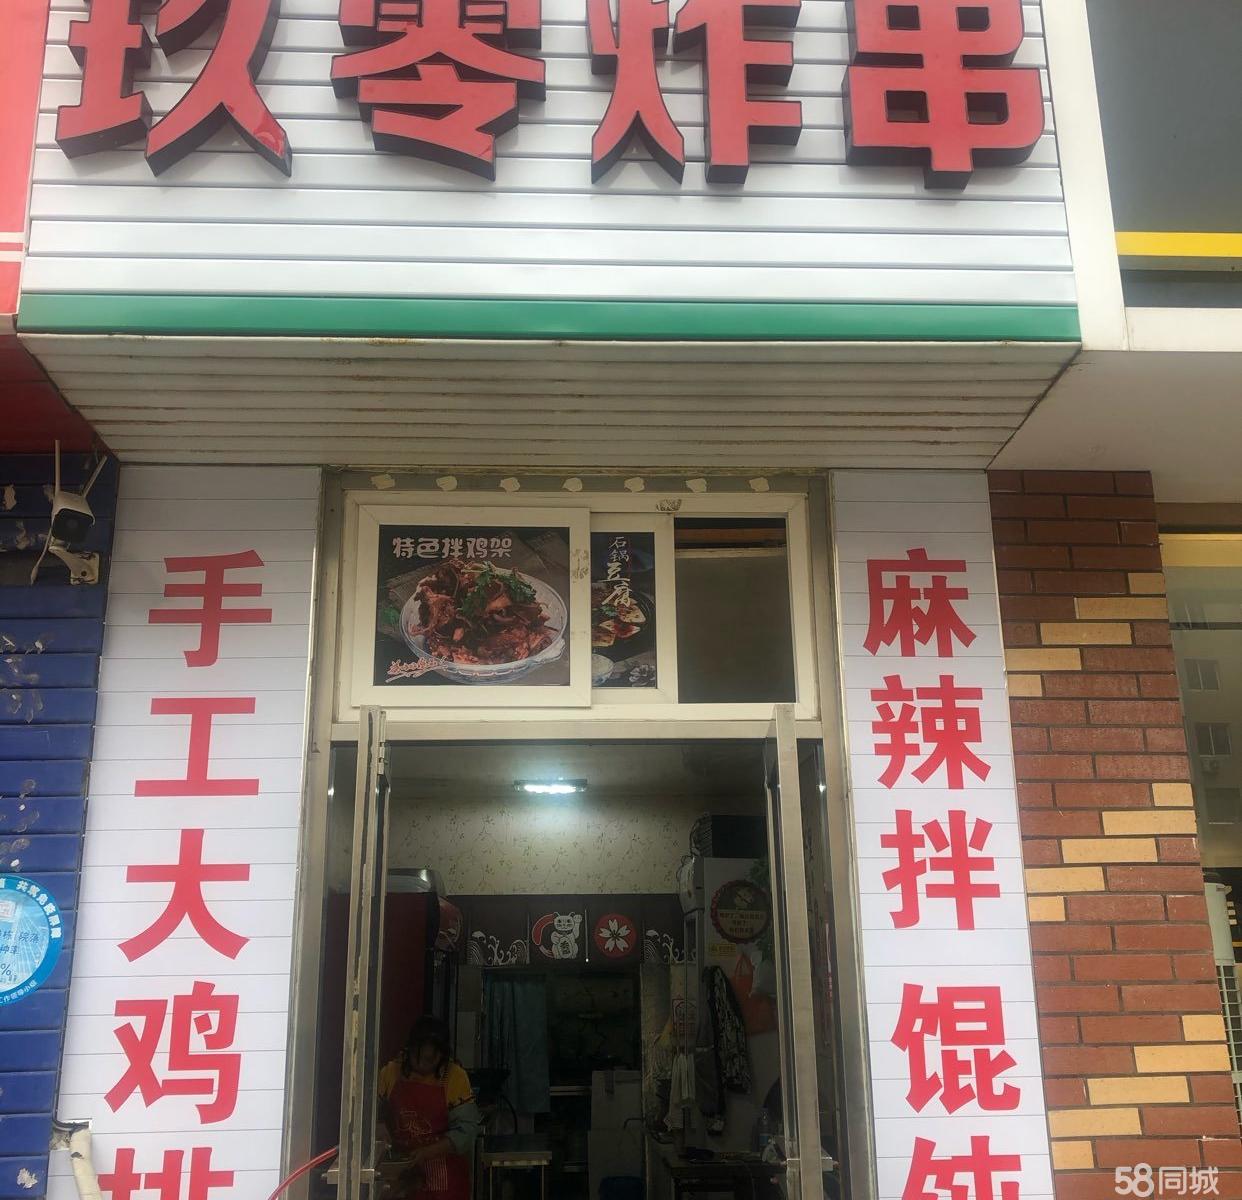 玖零炸串
手工大鸡排
麻辣拌 馄饨
特色拌鸡架
石锅豆腐
58同城